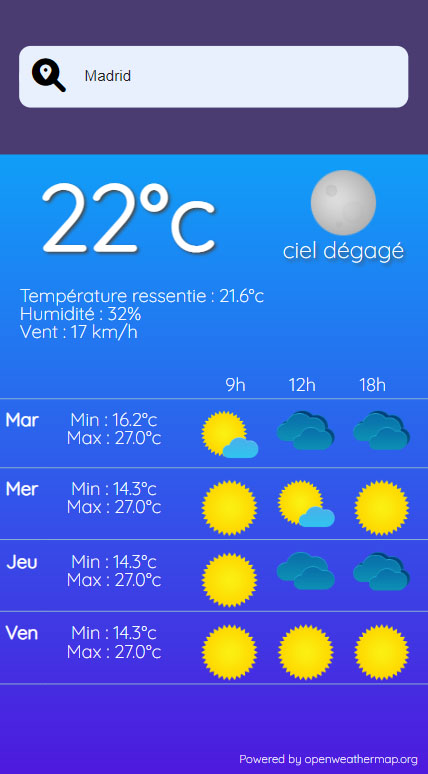 Madrid
22°c
ciel dégagé
Température ressentie : 21.6°c
Humidité : 32%
Vent : 17 km/h
9h 12h 18h
Mar Min : 16.2°c
Max : 27.0°c
Mer Min : 14.3°c
Max : 27.0°c
Jeu Min : 14.3°c
Max : 27.0°c
Ven Min : 14.3°c
Max : 27.0°c
Powered by openweathermap.org